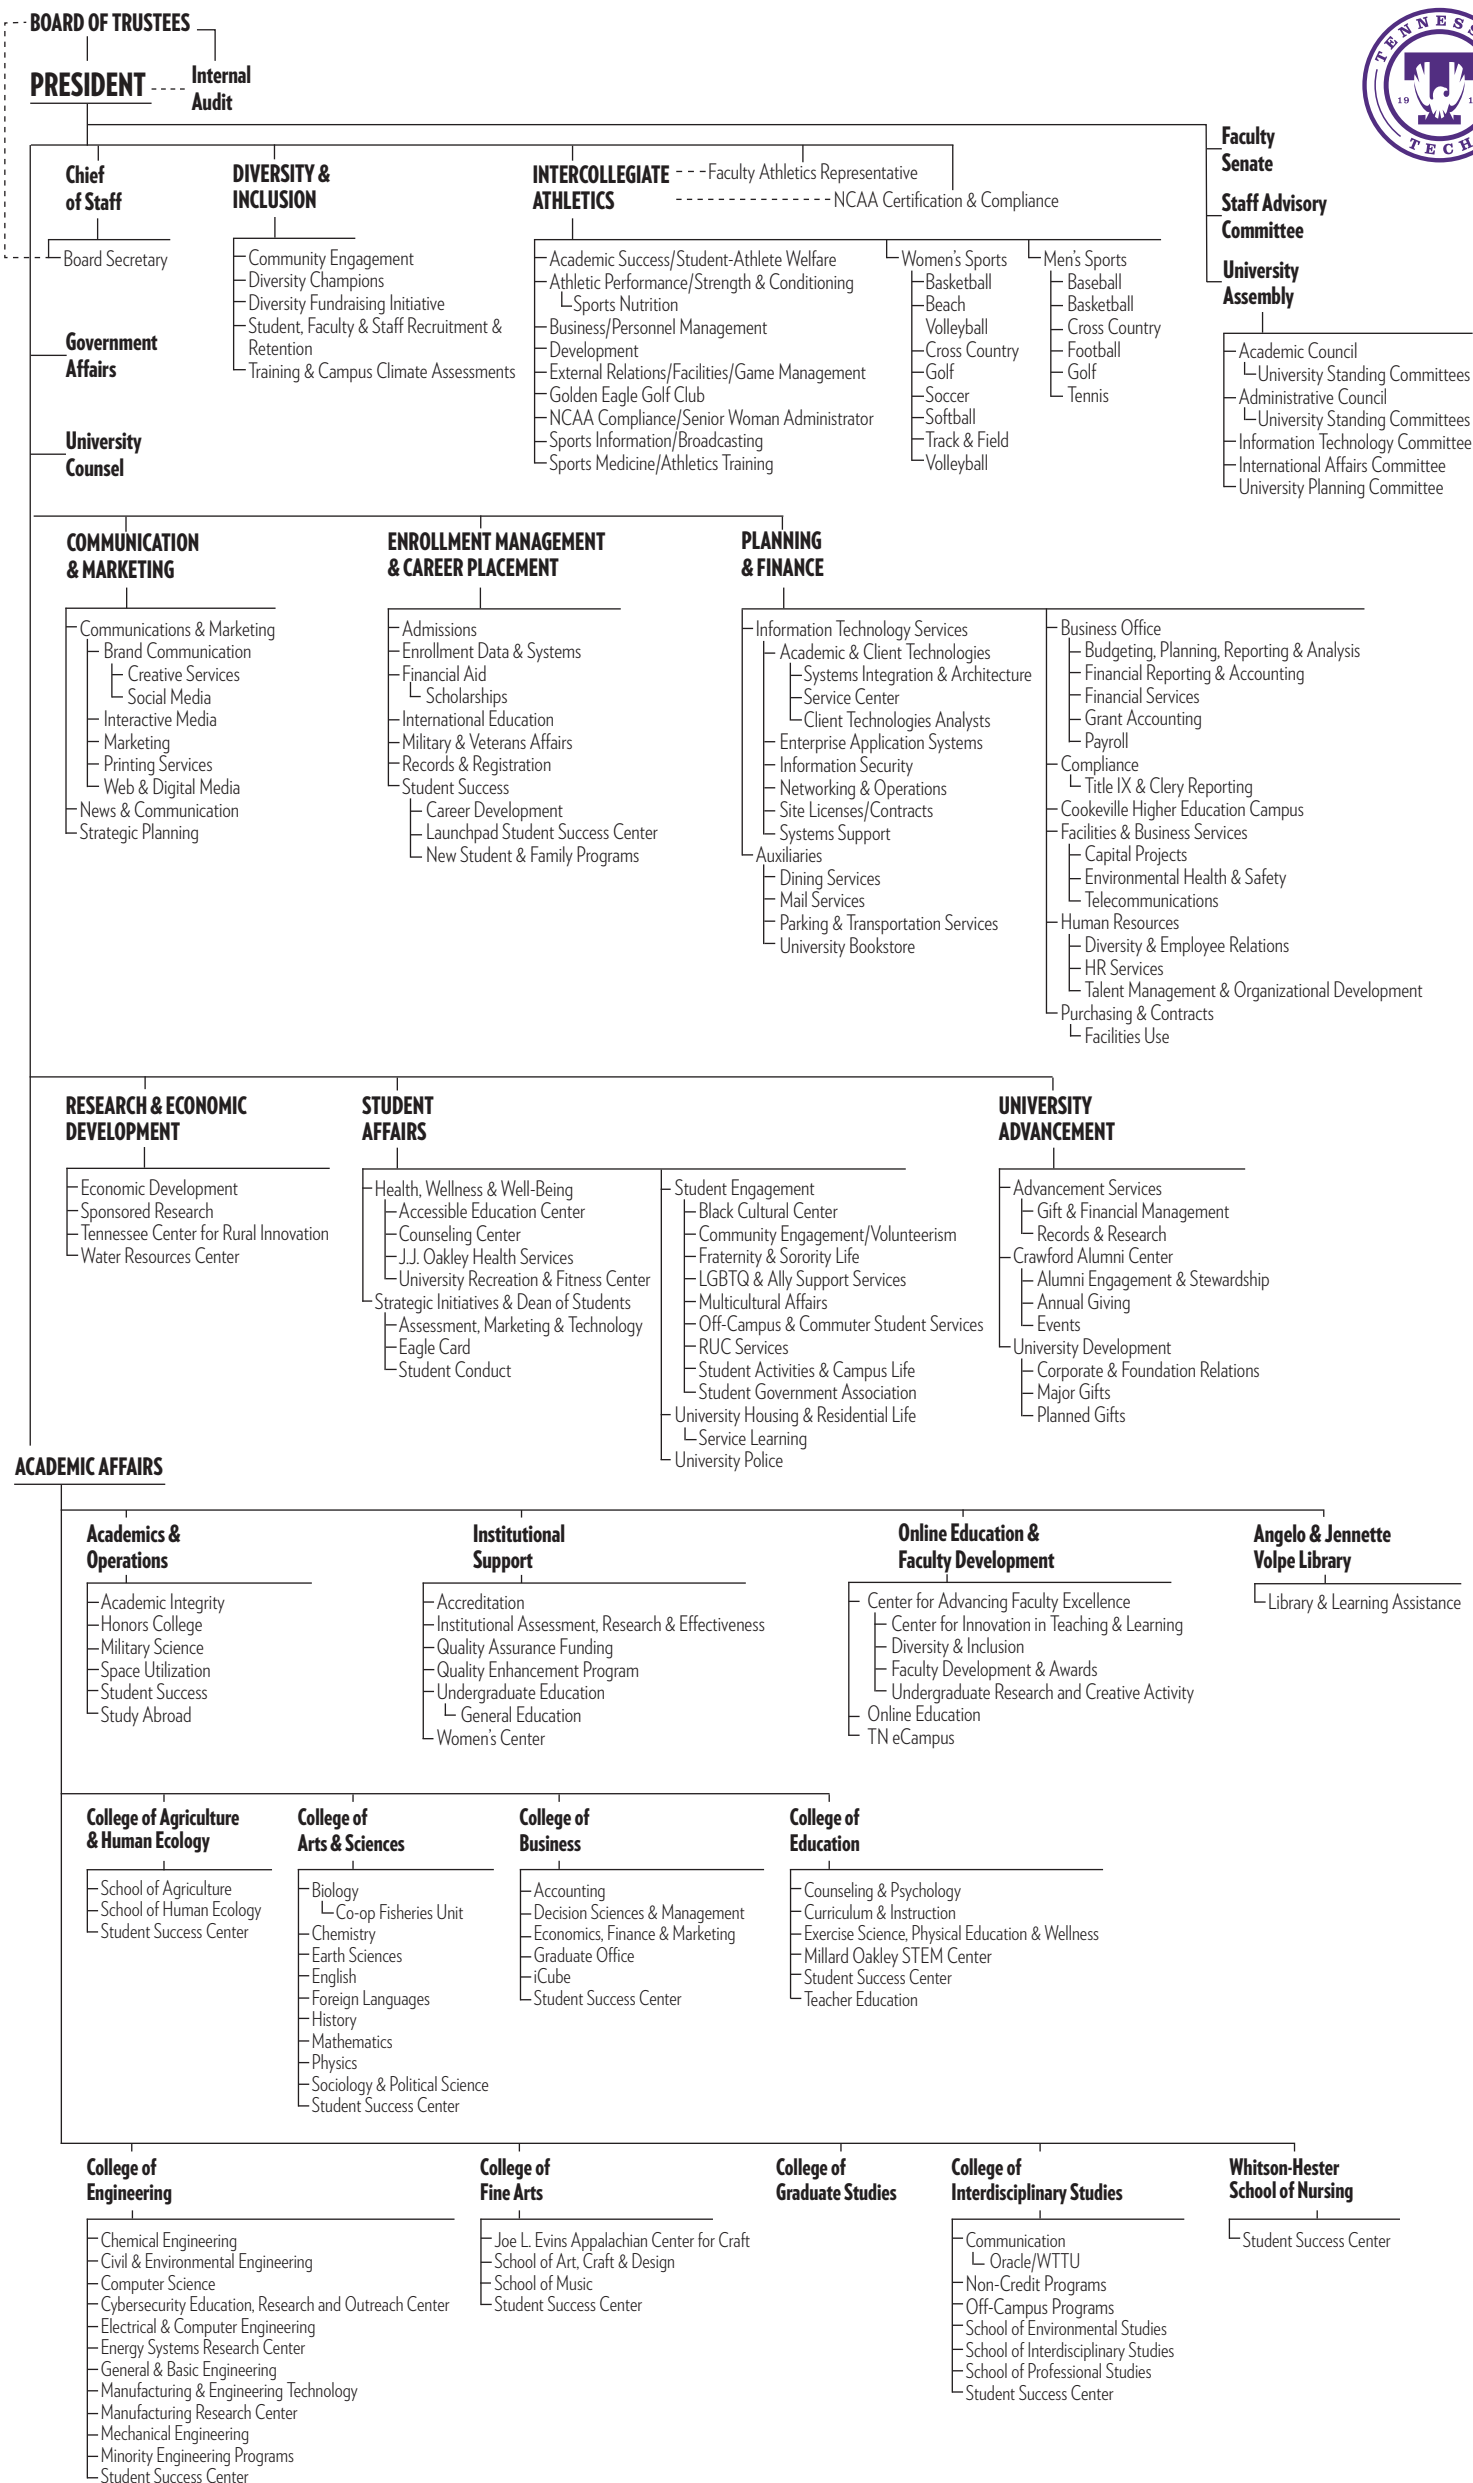 BOARD OF TRUSTEES
PRESIDENT
Internal
Audit
TECH
19
Faculty
Senate
Staff Advisory
Committee
University
Assembly
Academic Council
University Standing Committees
Administrative Council
University Standing Committees
Information Technology Committee
International Affairs Committee
University Planning Committee
Chief
of Staff
Board Secretary
Government
Affairs
University
Counsel
DIVERSITY &
INCLUSION
Community Engagement
Diversity Champions
Diversity Fundraising Initiative
Student, Faculty & Staff Recruitment &
Retention
Training & Campus Climate Assessments
INTERCOLLEGIATE
ATHLETICS
Faculty Athletics Representative
NCAA Certification & Compliance
Academic Success/Student-Athlete Welfare
Athletic Performance/Strength & Conditioning
Sports Nutrition
Business/Personnel Management
Development
External Relations/Facilities/Game Management
Golden Eagle Golf Club
NCAA Compliance/Senior Woman Administrator
Sports Information/Broadcasting
Sports Medicine/Athletics Training
Women's Sports
Basketball
Beach
Volleyball
Cross Country
Golf
Soccer
Softball
Track & Field
Volleyball
Men's Sports
Baseball
Basketball
Cross Country
Football
Golf
Tennis
COMMUNICATION
& MARKETING
Communications & Marketing
Brand Communication
Creative Services
Social Media
Interactive Media
Marketing
Printing Services
Web & Digital Media
News & Communication
Strategic Planning
ENROLLMENT MANAGEMENT
& CAREER PLACEMENT
Admissions
Enrollment Data & Systems
Financial Aid
Scholarships
International Education
Military & Veterans Affairs
Records & Registration
Student Success
Career Development
Launchpad Student Success Center
New Student & Family Programs
PLANNING
& FINANCE
Information Technology Services
Academic & Client Technologies
Systems Integration & Architecture
Service Center
Client Technologies Analysts
Enterprise Application Systems
Information Security
Networking & Operations
Site Licenses/Contracts
Systems Support
Auxiliaries
Dining Services
Mail Services
Parking & Transportation Services
University Bookstore
Business Office
Budgeting, Planning, Reporting & Analysis
Financial Reporting & Accounting
Financial Services
Grant Accounting
Payroll
Compliance
Title IX & Clery Reporting
Cookeville Higher Education Campus
Facilities & Business Services
Capital Projects
Environmental Health & Safety
Telecommunications
Human Resources
Diversity & Employee Relations
HR Services
Talent Management & Organizational Development
Purchasing & Contracts
Facilities Use
RESEARCH & ECONOMIC
DEVELOPMENT
Economic Development
Sponsored Research
Tennessee Center for Rural Innovation
Water Resources Center
STUDENT
AFFAIRS
Health, Wellness & Well-Being
Accessible Education Center
Counseling Center
J.J. Oakley Health Services
University Recreation & Fitness Center
Strategic Initiatives & Dean of Students
Assessment, Marketing & Technology
Eagle Card
Student Conduct
Student Engagement
Black Cultural Center
Community Engagement/Volunteerism
Fraternity & Sorority Life
LGBTQ & Ally Support Services
Multicultural Affairs
Off-Campus & Commuter Student Services
RUC Services
Student Activities & Campus Life
Student Government Association
University Housing & Residential Life
Service Learning
University Police
UNIVERSITY
ADVANCEMENT
Advancement Services
Gift & Financial Management
Records & Research
Crawford Alumni Center
Alumni Engagement & Stewardship
Annual Giving
Events
University Development
Corporate & Foundation Relations
Major Gifts
Planned Gifts
ACADEMIC AFFAIRS
Academics &
Operations
Academic Integrity
Honors College
Military Science
Space Utilization
Student Success
Study Abroad
Institutional
Support
Accreditation
Institutional Assessment, Research & Effectiveness
Quality Assurance Funding
Quality Enhancement Program
Undergraduate Education
General Education
Women's Center
Online Education &
Faculty Development
Center for Advancing Faculty Excellence
Center for Innovation in Teaching & Learning
Diversity & Inclusion
Faculty Development & Awards
Undergraduate Research and Creative Activity
Online Education
TN eCampus
Angelo & Jennette
Volpe Library
Library & Learning Assistance
College of Agriculture
& Human Ecology
School of Agriculture
School of Human Ecology
Student Success Center
College of
Arts & Sciences
Biology
Co-op Fisheries Unit
Chemistry
Earth Sciences
English
Foreign Languages
History
Mathematics
Physics
Sociology & Political Science
Student Success Center
College of
Business
Accounting
Decision Sciences & Management
Economics, Finance & Marketing
Graduate Office
iCube
Student Success Center
College of
Education
Counseling & Psychology
Curriculum & Instruction
Exercise Science, Physical Education & Wellness
Millard Oakley STEM Center
Student Success Center
Teacher Education
College of
Engineering
Chemical Engineering
Civil & Environmental Engineering
Computer Science
Cybersecurity Education, Research and Outreach Center
Electrical & Computer Engineering
Energy Systems Research Center
General & Basic Engineering
Manufacturing & Engineering Technology
Manufacturing Research Center
Mechanical Engineering
Minority Engineering Programs
Student Success Center
College of
Fine Arts
Joe L. Evins Appalachian Center for Craft
School of Art, Craft & Design
School of Music
Student Success Center
College of
Graduate Studies
College of
Interdisciplinary Studies
Communication
Oracle/WTTU
Non-Credit Programs
Off-Campus Programs
School of Environmental Studies
School of Interdisciplinary Studies
School of Professional Studies
Student Success Center
Whitson-Hester
School of Nursing
Student Success Center